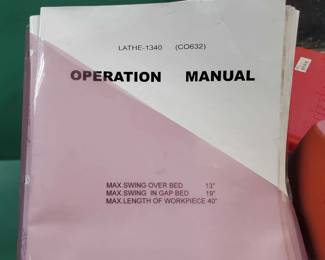 LATHE-1340 (CO632)
OPERATION MANUAL
MAX.SWING OVER BED 13"
MAX.SWING IN GAP BED 19"
MAX.LENGTH OF WORKPIECE 40"